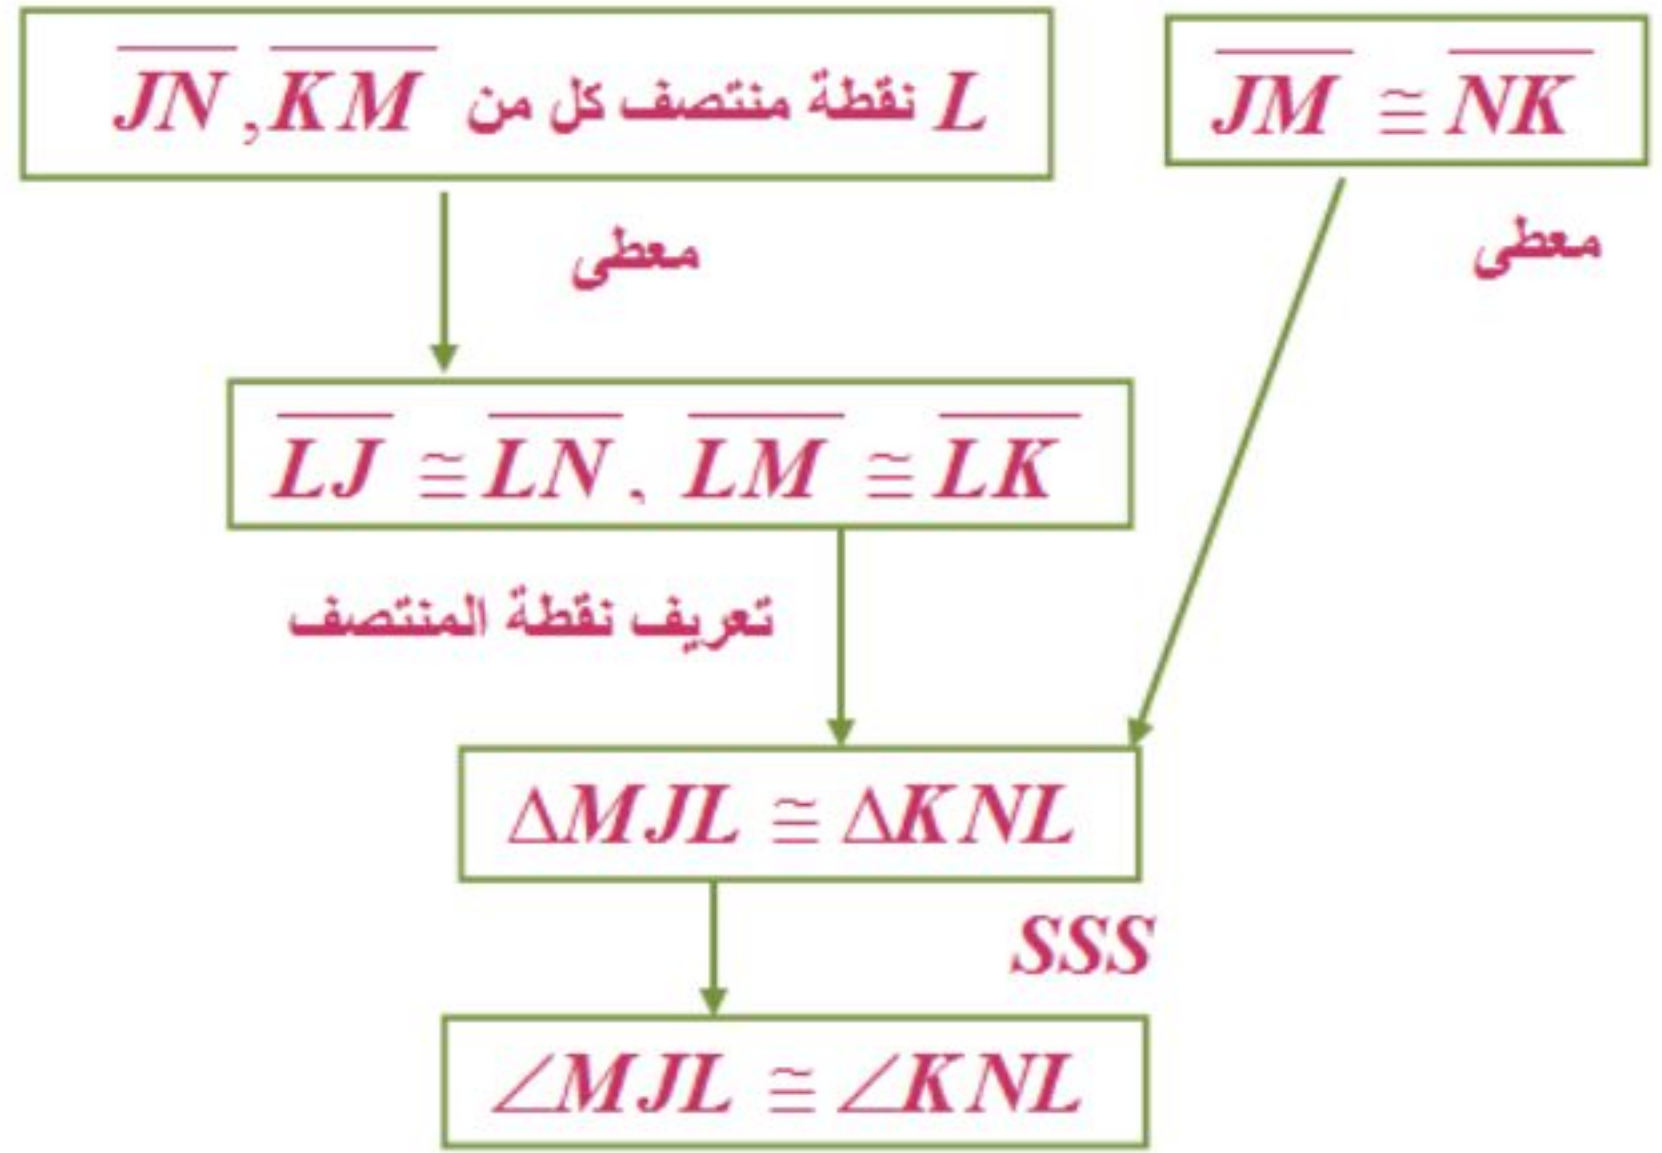 L نقطة منتصف كل من JN , KM
JM ≅ NK
معطى
معطى
LJ ≅ LN , LM ≅ LK
تعريف نقطة المنتصف
ΔMJL ≅ ΔKNL
SSS
∠MJL ≅ ∠KNL